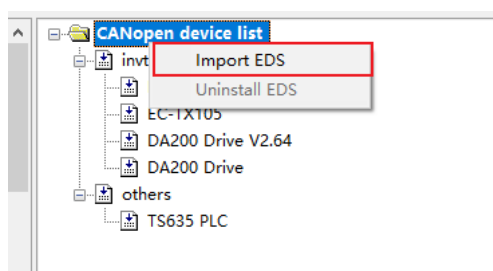 CANopen device list
invt
Import EDS
Uninstall EDS
EC-TX105
DA200 Drive V2.64
DA200 Drive
others
TS635 PLC